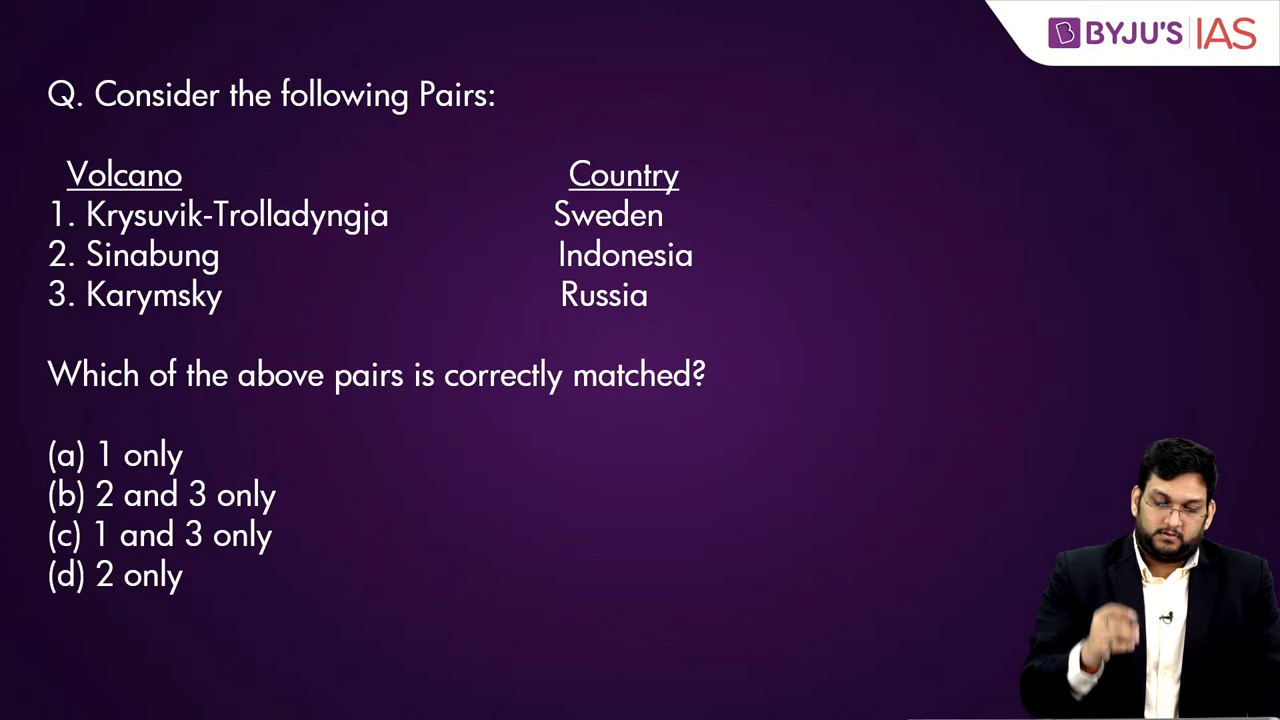 BYJU'S IAS
Q. Consider the following Pairs:
Volcano Country
1. Krysuvik-Trolladyngja Sweden
2. Sinabung Indonesia
3. Karymsky Russia
Which of the above pairs is correctly matched?
(a) 1 only
(b) 2 and 3 only
(c) 1 and 3 only
(d) 2 only